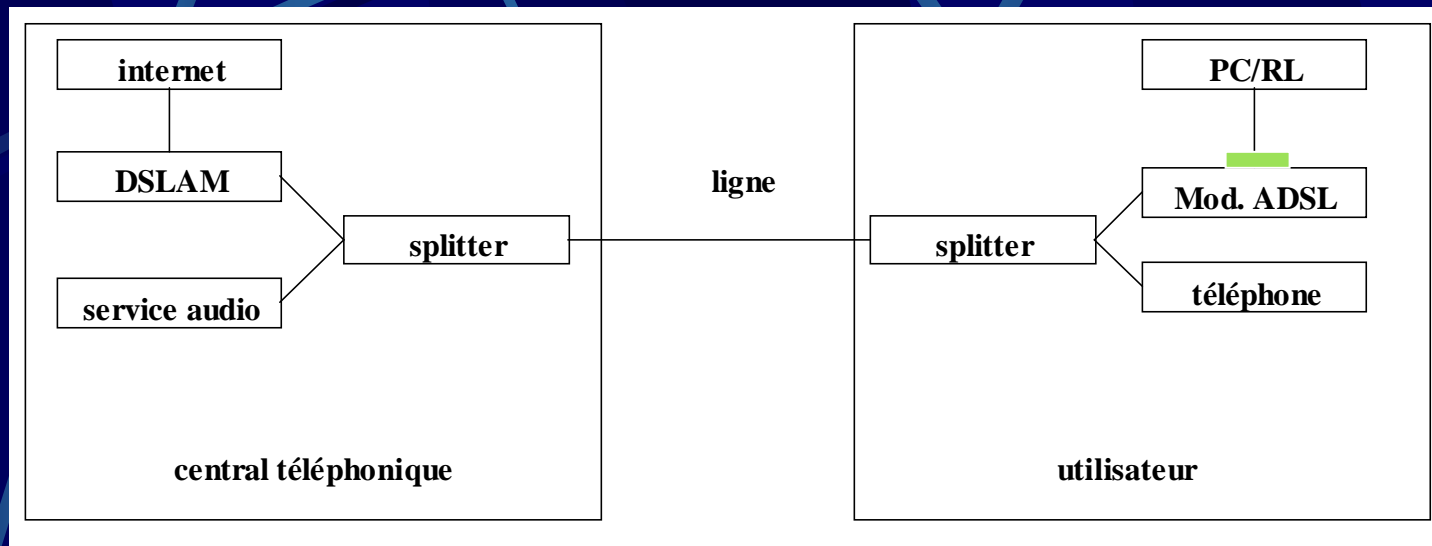 internet
DSLAM
service audio
splitter
central téléphonique
ligne
PC/RL
Mod. ADSL
splitter
téléphone
utilisateur